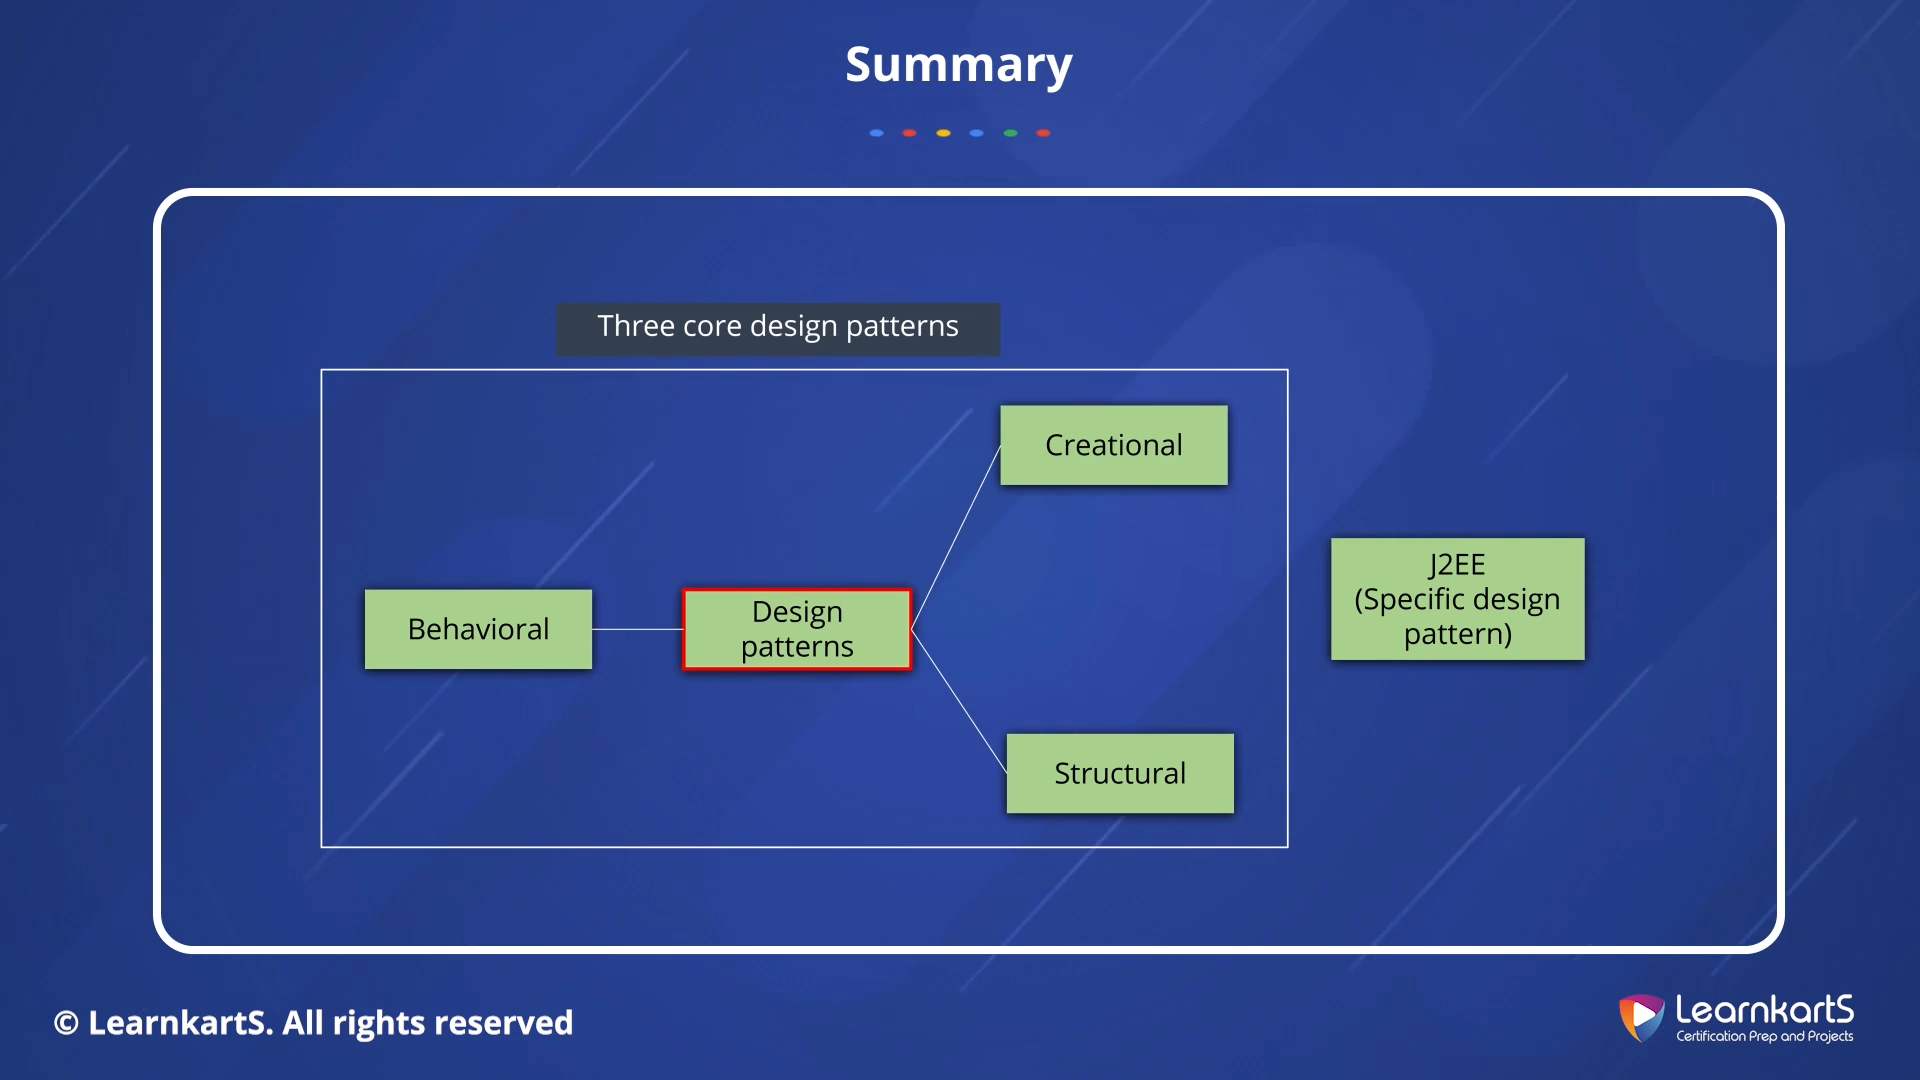 Summary
Three core design patterns
Creational
Behavioral
Design
patterns
Structural
J2EE
(Specific design
pattern)
© LearnkartS. All rights reserved
LearnkartS
Certification Prep and Projects